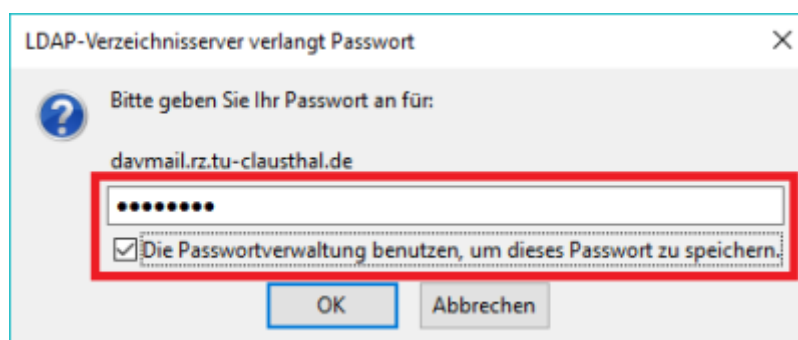 LDAP-Verzeichnisserver verlangt Passwort
Bitte geben Sie Ihr Passwort an für:
davmail.rz.tu-clausthal.de
••••••••
Die Passwortverwaltung benutzen, um dieses Passwort zu speichern.
OK Abbrechen